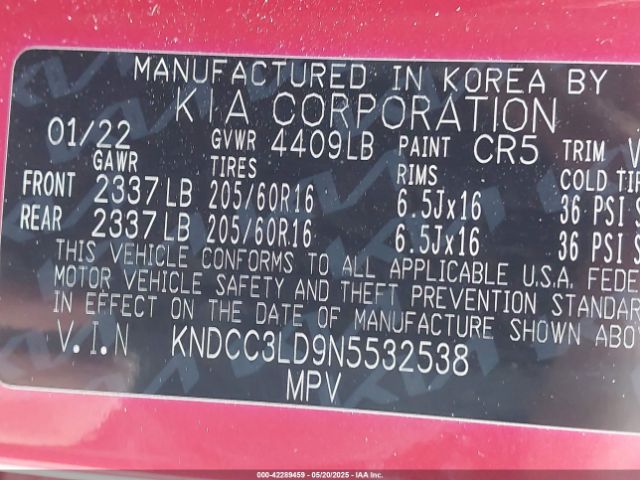 MANUFACTURED IN KOREA BY
KIA CORPORATION
01/22 GVWR 4409LB PAINT CR5 TRIM
GAWR TIRES RIMS COLD
FRONT 2337LB 205/60R16 6.5Jx16 36 PSI
REAR 2337LB 205/60R16 6.5Jx16 36 PSI
THIS VEHICLE CONFORMS TO ALL APPLICABLE U.S.A.
MOTOR VEHICLE SAFETY AND THEFT PREVENTION
IN EFFECT ON THE DATE OF MANUFACTURE SHOWN
V.I.N KNDCC3LD9N5532538
MPV
000-42289459 - 05/20/2025 - IAAI.COM